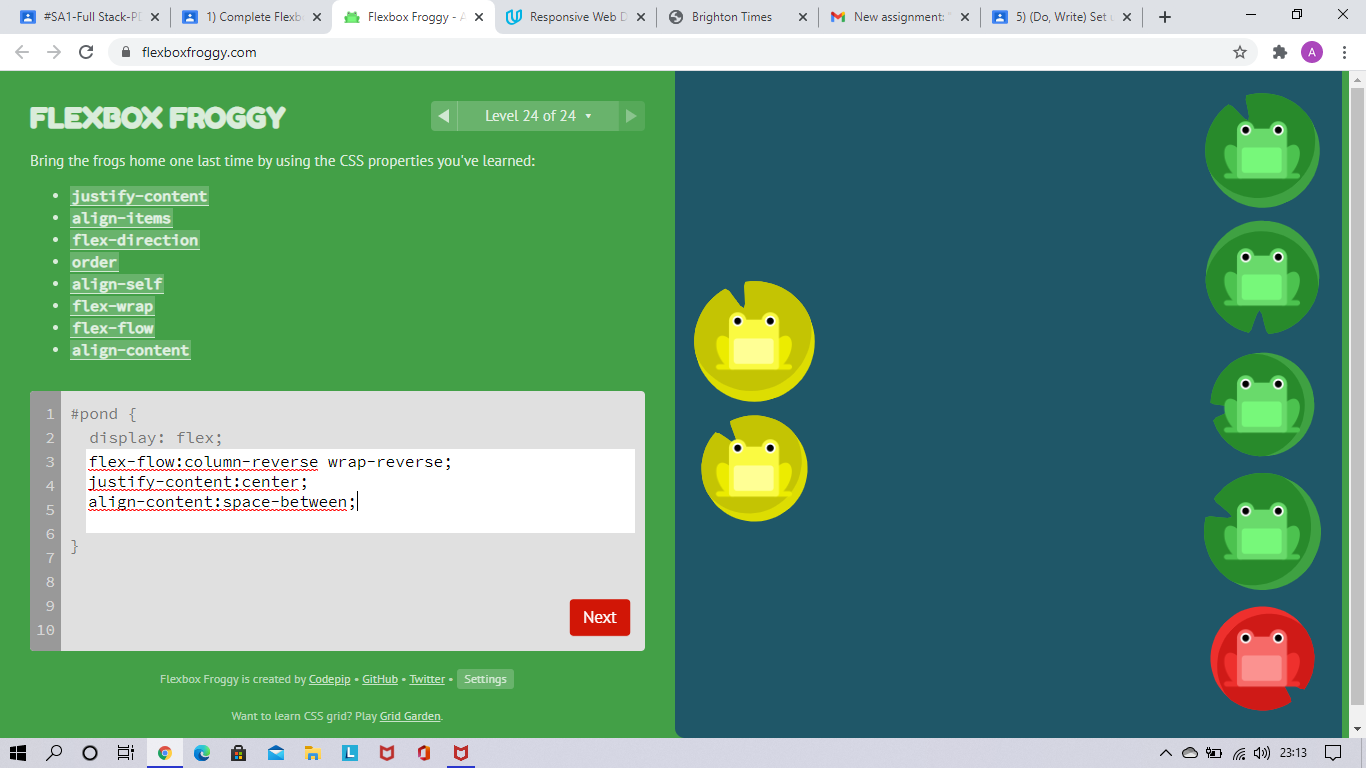 #SA1-Full Stack-P
1) Complete Flexb
Flexbox Froggy - 
Responsive Web D
Brighton Times
New assignment: 
5) (Do, Write) Set
flexboxfroggy.com
A
FLEXBOX FROGGY
Level 24 of 24
Bring the frogs home one last time by using the CSS properties you've learned:
justify-content
align-items
flex-direction
order
align-self
flex-wrap
flex-flow
align-content
1 #pond {
2 display: flex;
3 flex-flow:column-reverse wrap-reverse;
4 justify-content:center;
5 align-content:space-between;
6
7 }
8
9
10
Next
Flexbox Froggy is created by Codepip • GitHub • Twitter • Settings
Want to learn CSS grid? Play Grid Garden.
L
23:13